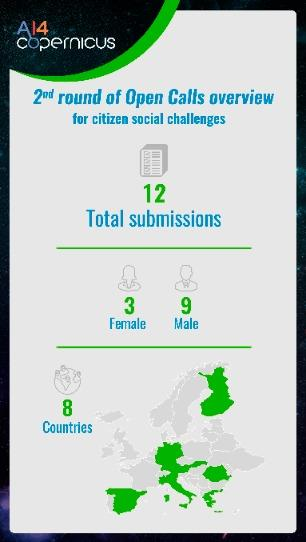 AI4
copernicus
2nd round of Open Calls overview
for citizen social challenges
12
Total submissions
3
Female
9
Male
8
Countries